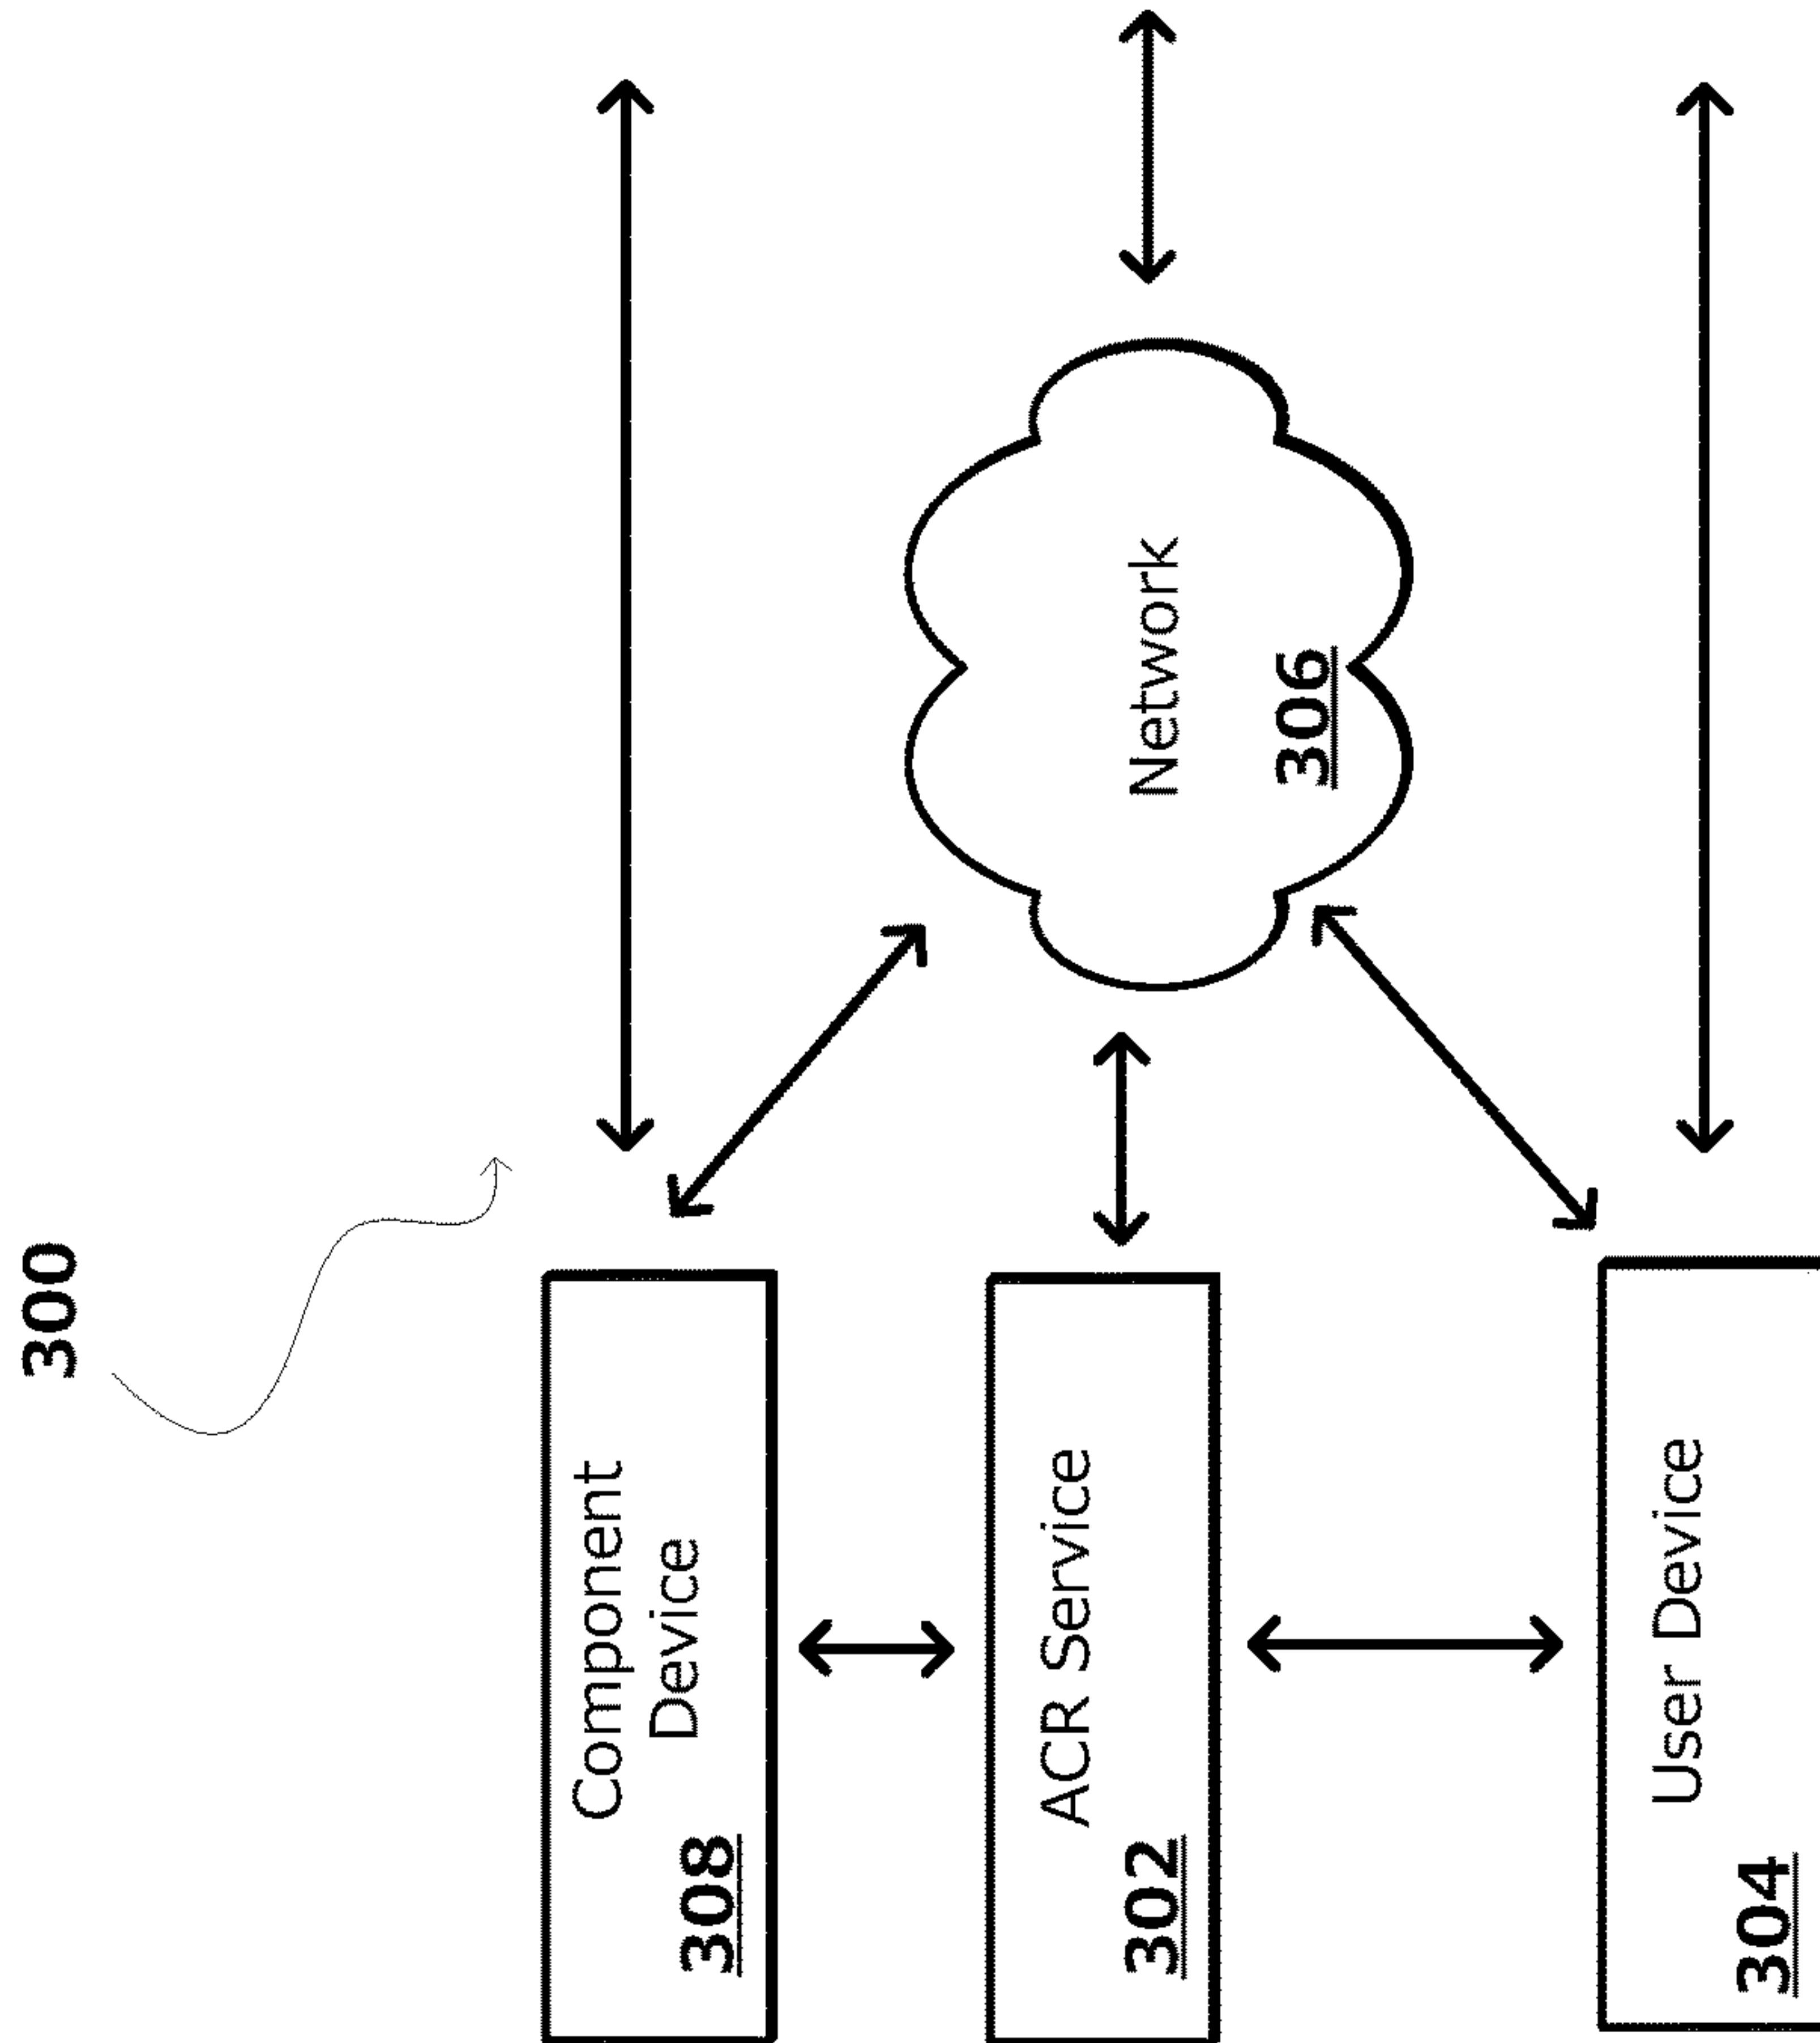 300
Component
Device
308
ACR Service
302
User Device
304
Network
306